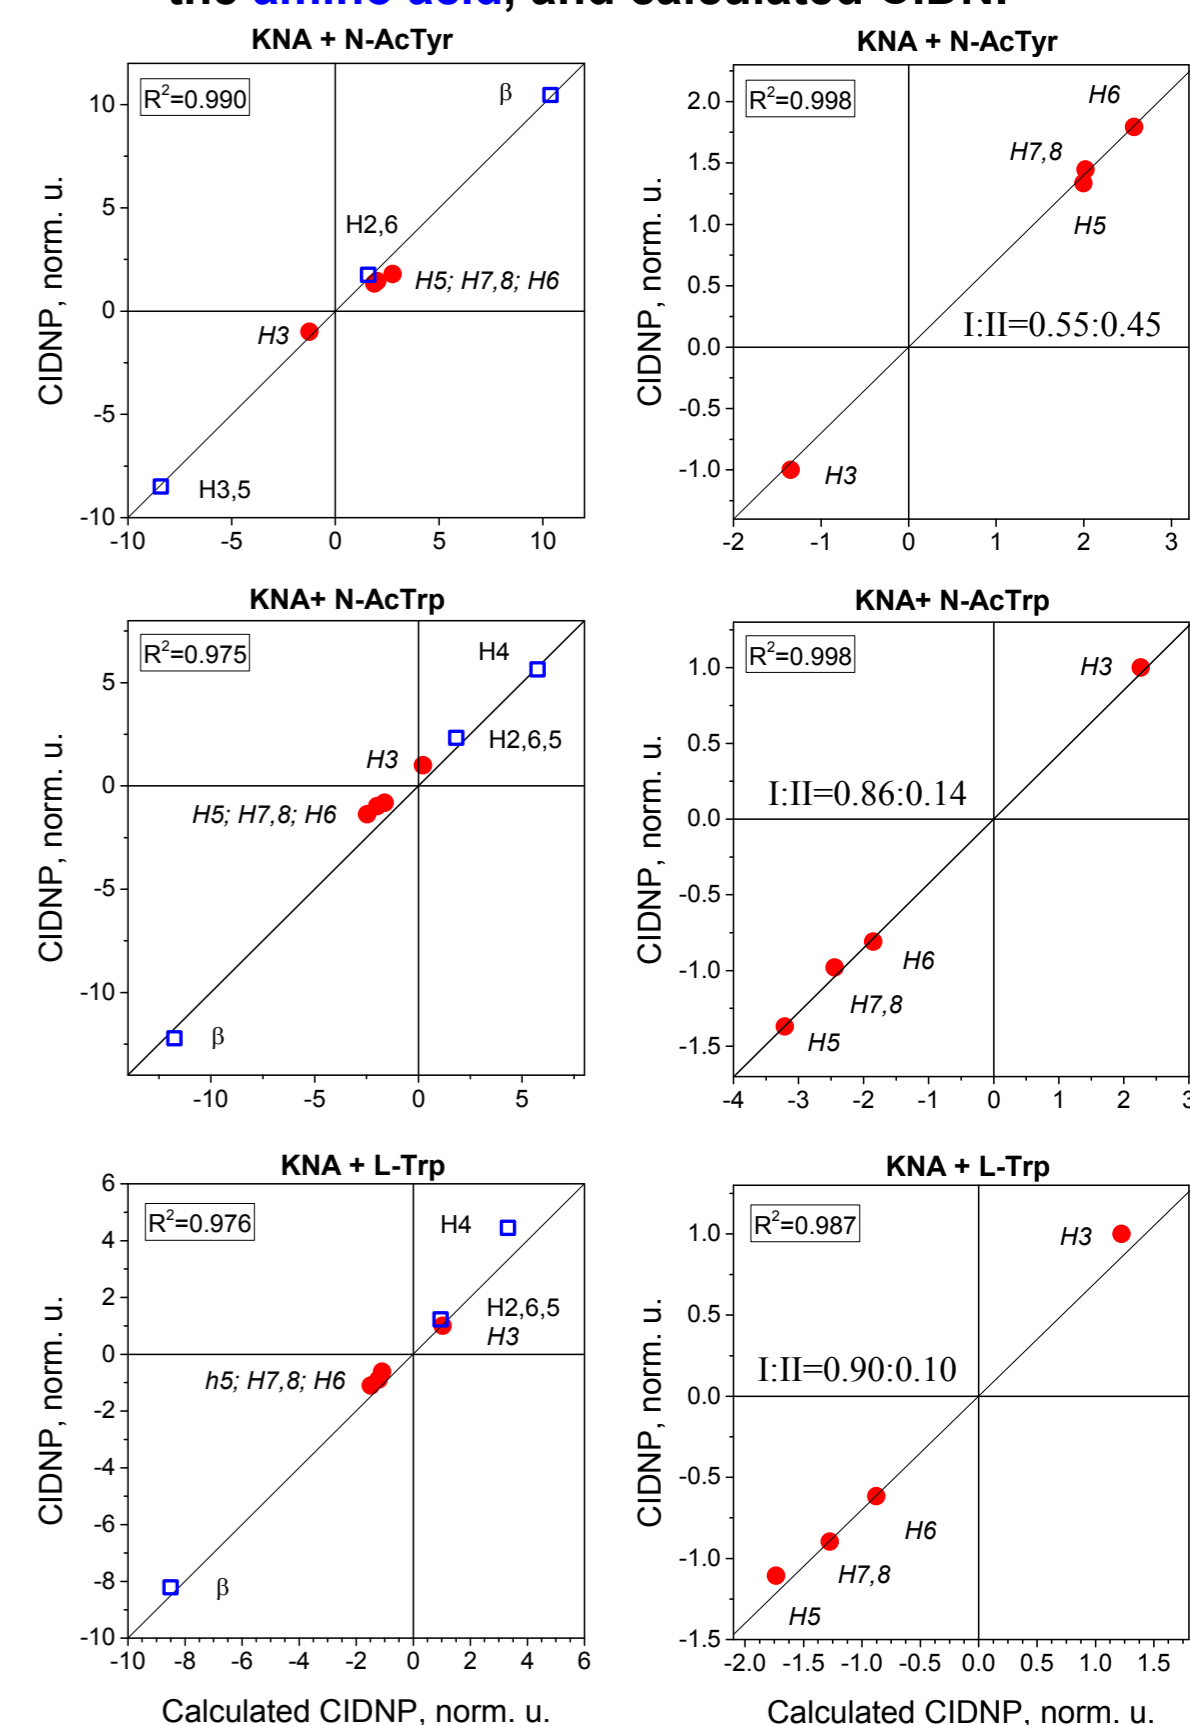 the amino acid, and calculated CIDNP
KNA + N-AcTyr
R²=0.990
β
H2,6
H5; H7,8; H6
H3
H3,5
CIDNP, norm. u.
10
5
0
-5
-10
-10 -5 0 5 10
KNA + N-AcTyr
R²=0.998
H6
H7,8
H5
I:II=0.55:0.45
H3
CIDNP, norm. u.
2.0
1.5
1.0
0.5
0.0
-0.5
-1.0
-2 -1 0 1 2 3
KNA+ N-AcTrp
R²=0.975
H4
H2,6,5
H3
H5; H7,8; H6
β
CIDNP, norm. u.
5
0
-5
-10
-10 -5 0 5
KNA+ N-AcTrp
R²=0.998
H3
I:II=0.86:0.14
H6
H7,8
H5
CIDNP, norm. u.
1.0
0.5
0.0
-0.5
-1.0
-1.5
-4 -3 -2 -1 0 1 2 3
KNA + L-Trp
R²=0.976
H4
H2,6,5
H3
h5; H7,8; H6
β
CIDNP, norm. u.
6
4
2
0
-2
-4
-6
-8
-10
-10 -8 -6 -4 -2 0 2 4 6
Calculated CIDNP, norm. u.
KNA + L-Trp
R²=0.987
H3
I:II=0.90:0.10
H6
H7,8
H5
CIDNP, norm. u.
1.0
0.5
0.0
-0.5
-1.0
-1.5
-2.0 -1.5 -1.0 -0.5 0.0 0.5 1.0 1.5
Calculated CIDNP, norm. u.